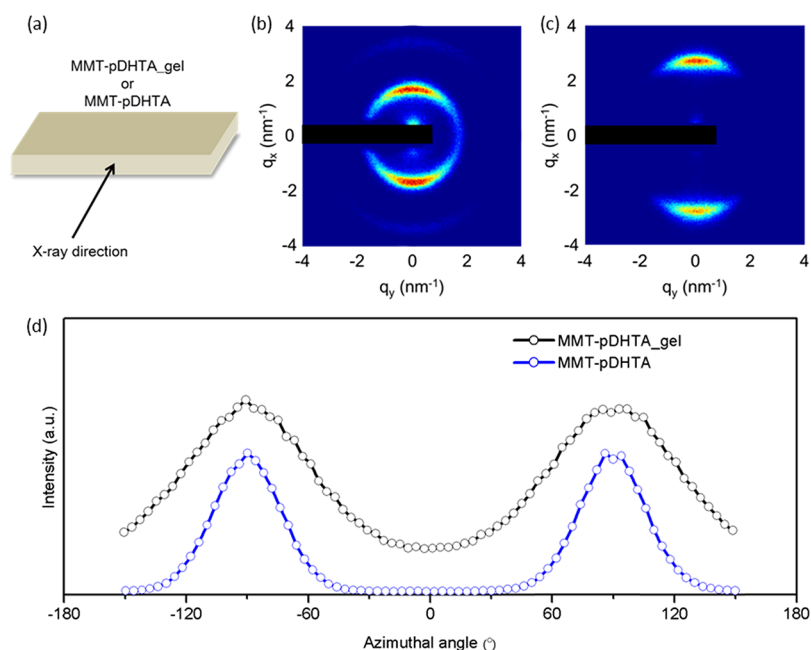 (a)
MMT-pDHTA_gel
or
MMT-pDHTA
X-ray direction
(b)
4
2
0
-2
-4
qx (nm-1)
-4 -2 0 2 4
qy (nm-1)
(c)
4
2
0
-2
-4
qx (nm-1)
-4 -2 0 2 4
qy (nm-1)
(d)
MMT-pDHTA_gel
MMT-pDHTA
Intensity (a.u.)
-180 -120 -60 0 60 120 180
Azimuthal angle (°)